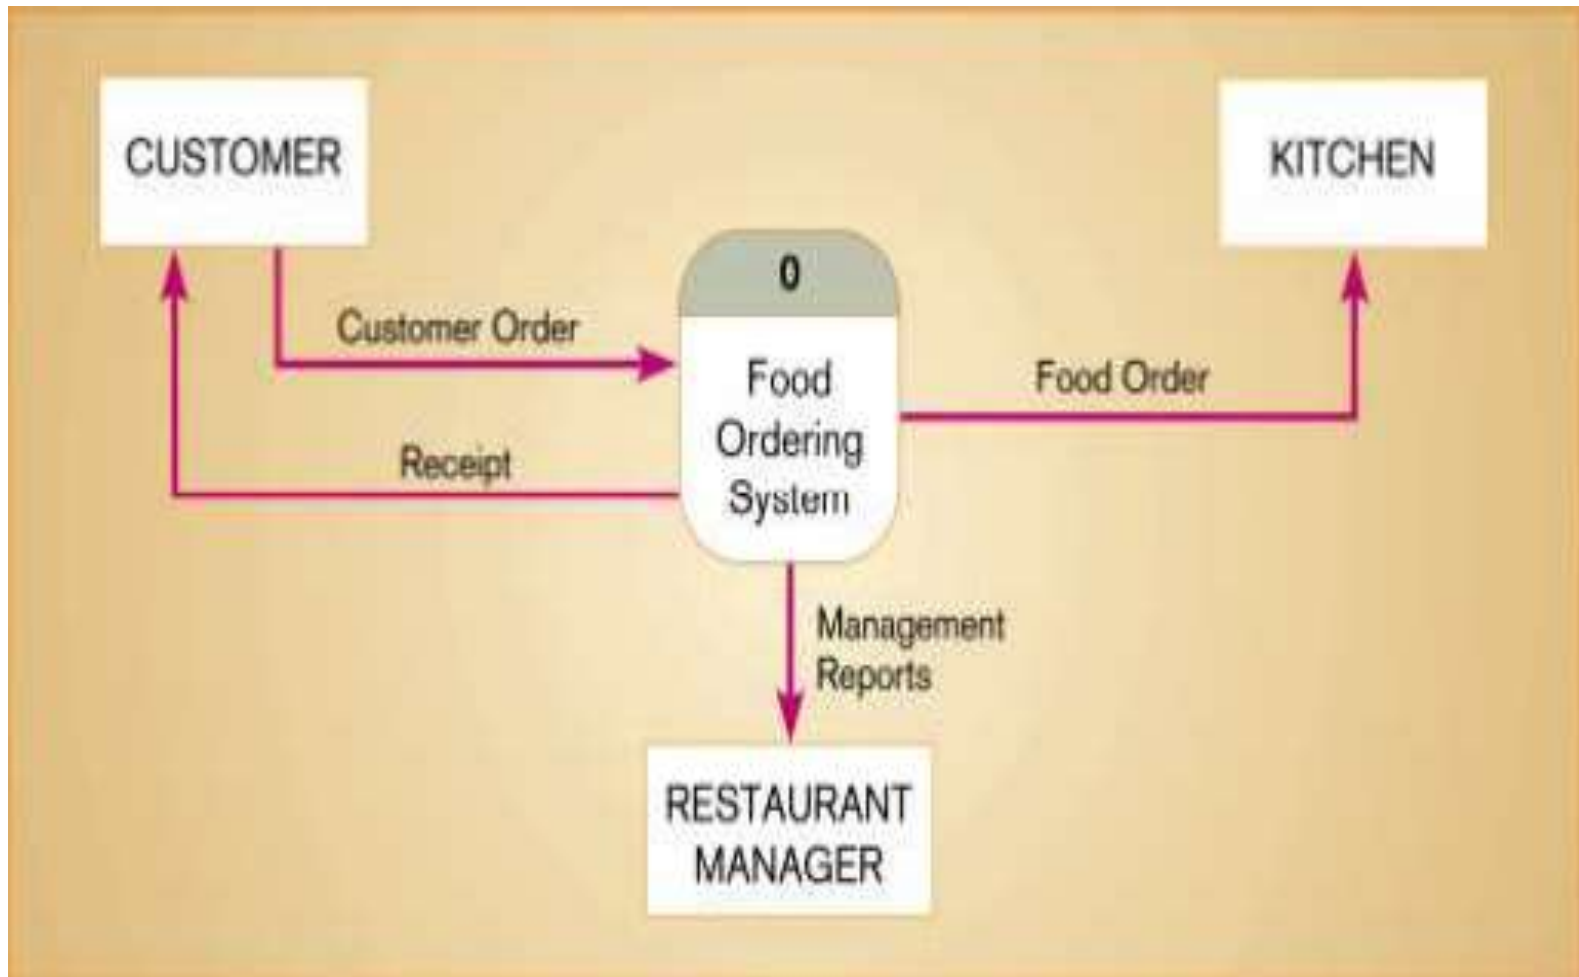 CUSTOMER
KITCHEN
0
Customer Order
Food
Ordering
System
Food Order
Receipt
Management
Reports
RESTAURANT
MANAGER